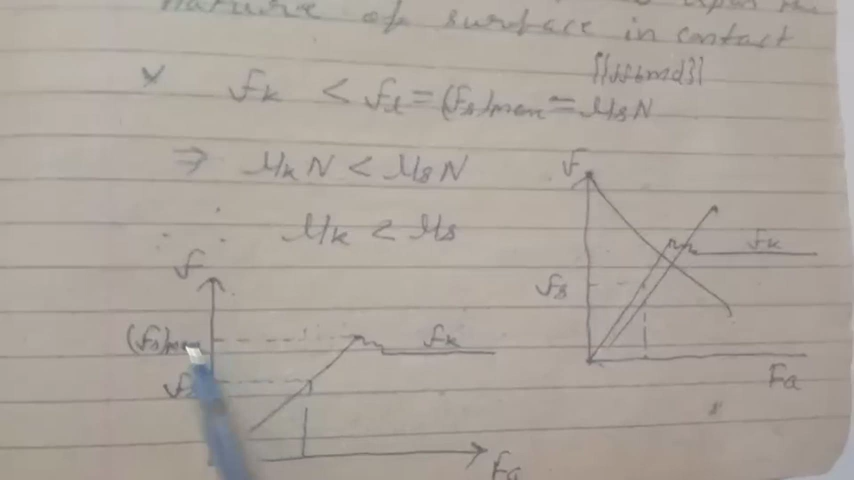 nature of surface in contact
× fk < fL = (fs)max = μsN
⇒ μkN < μsN
∴ μk < μs
f
f
(fs)max
fk
fs
Fa
fk
fs
Fa